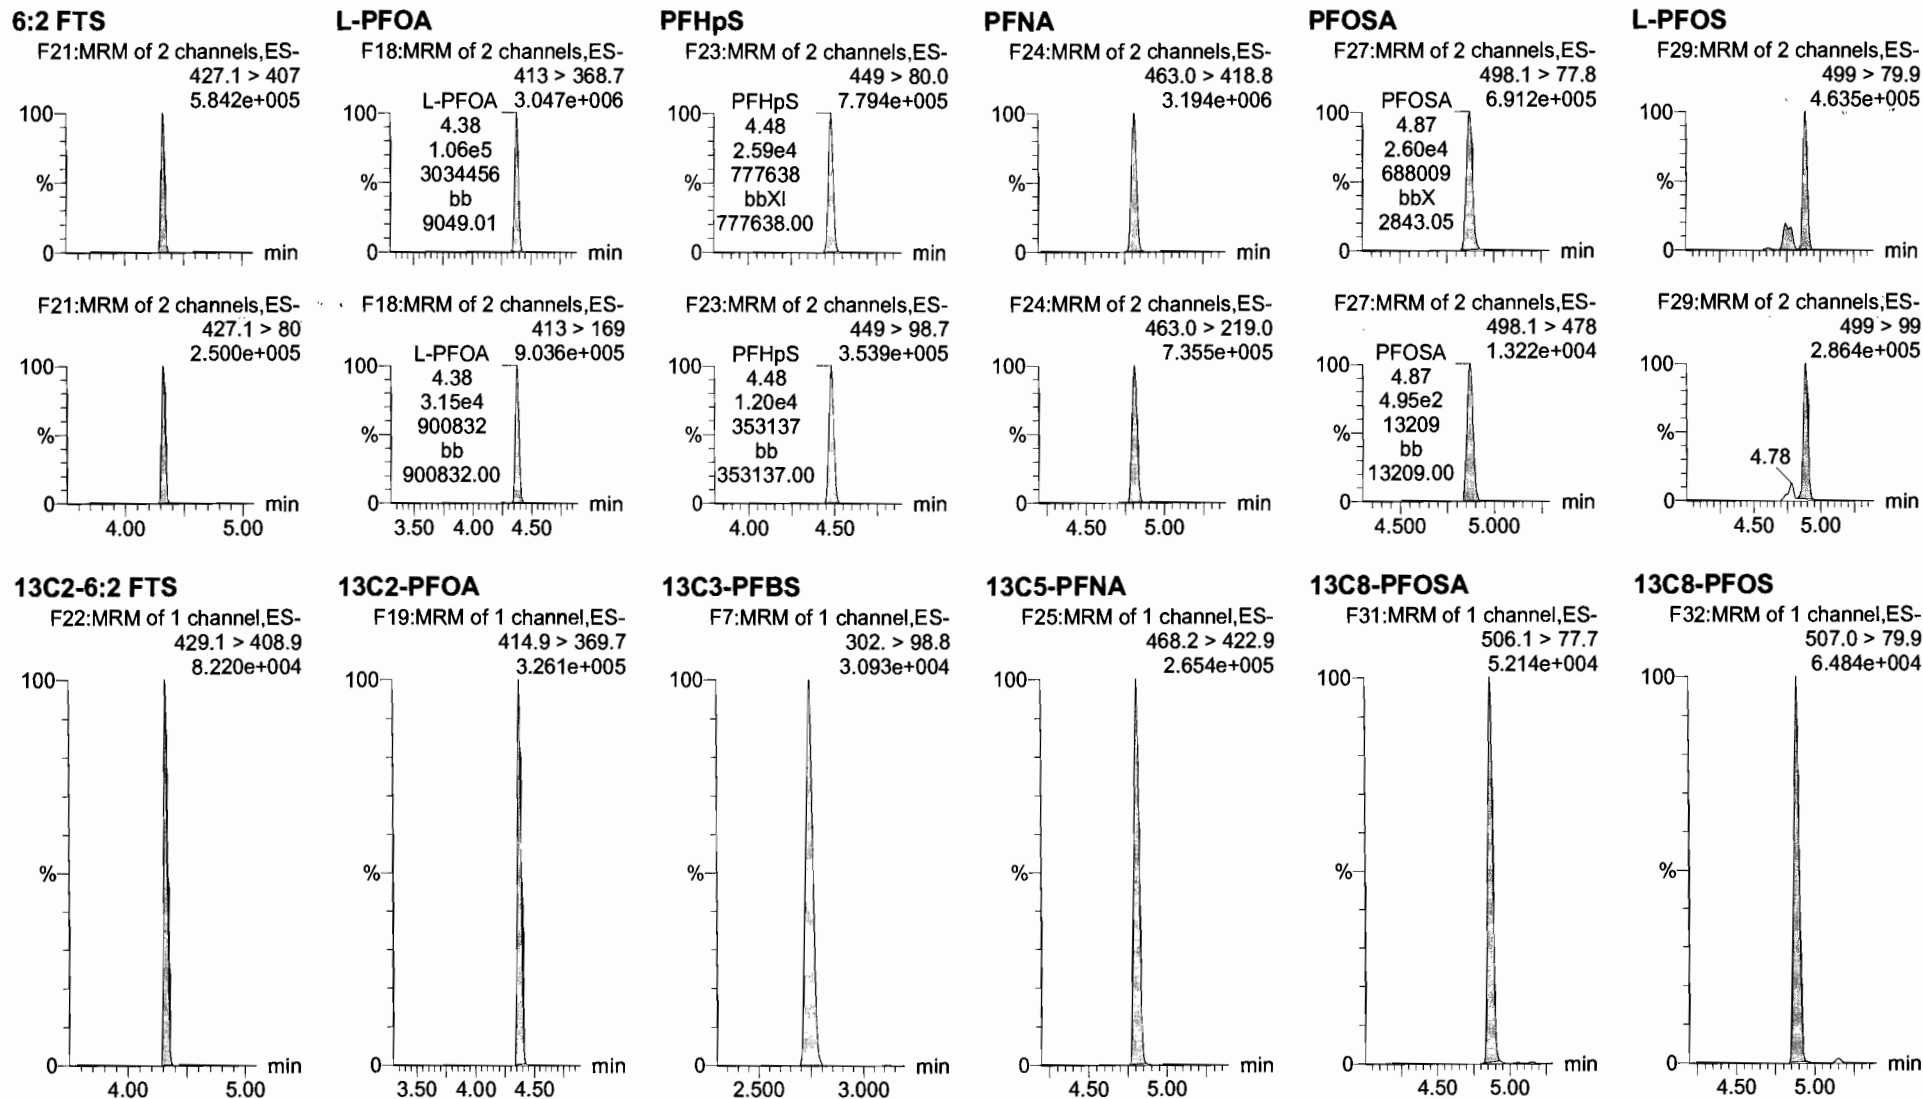 6:2 FTS
F21:MRM of 2 channels,ES-
427.1 > 407
5.842e+005
100
%
0
min
L-PFOA
F18:MRM of 2 channels,ES-
413 > 368.7
L-PFOA 3.047e+006
4.38
1.06e5
3034456
bb
9049.01
100
%
0
min
PFHpS
F23:MRM of 2 channels,ES-
449 > 80.0
PFHpS 7.794e+005
4.48
2.59e4
777638
bbXI
777638.00
100
%
0
min
PFNA
F24:MRM of 2 channels,ES-
463.0 > 418.8
3.194e+006
100
%
0
min
PFOSA
F27:MRM of 2 channels,ES-
498.1 > 77.8
PFOSA 6.912e+005
4.87
2.60e4
688009
bbX
2843.05
100
%
0
min
L-PFOS
F29:MRM of 2 channels,ES-
499 > 79.9
4.635e+005
100
%
0
min
F21:MRM of 2 channels,ES-
427.1 > 80
2.500e+005
100
%
0
min
4.00 5.00
F18:MRM of 2 channels,ES-
413 > 169
L-PFOA 9.036e+005
4.38
3.15e4
900832
bb
900832.00
100
%
0
min
3.50 4.00 4.50
F23:MRM of 2 channels,ES-
449 > 98.7
PFHpS 3.539e+005
4.48
1.20e4
353137
bb
353137.00
100
%
0
min
4.00 4.50
F24:MRM of 2 channels,ES-
463.0 > 219.0
7.355e+005
100
%
0
min
4.50 5.00
F27:MRM of 2 channels,ES-
498.1 > 478
PFOSA 1.322e+004
4.87
4.95e2
13209
bb
13209.00
100
%
0
min
4.500 5.000
F29:MRM of 2 channels,ES-
499 > 99
2.864e+005
100
4.78
%
0
min
4.50 5.00
13C2-6:2 FTS
F22:MRM of 1 channel,ES-
429.1 > 408.9
8.220e+004
100
%
0
min
4.00 5.00
13C2-PFOA
F19:MRM of 1 channel,ES-
414.9 > 369.7
3.261e+005
100
%
0
min
3.50 4.00 4.50
13C3-PFBS
F7:MRM of 1 channel,ES-
302. > 98.8
3.093e+004
100
%
0
min
2.500 3.000
13C5-PFNA
F25:MRM of 1 channel,ES-
468.2 > 422.9
2.654e+005
100
%
0
min
4.50 5.00
13C8-PFOSA
F31:MRM of 1 channel,ES-
506.1 > 77.7
5.214e+004
100
%
0
min
4.50 5.00
13C8-PFOS
F32:MRM of 1 channel,ES-
507.0 > 79.9
6.484e+004
100
%
0
min
4.50 5.00